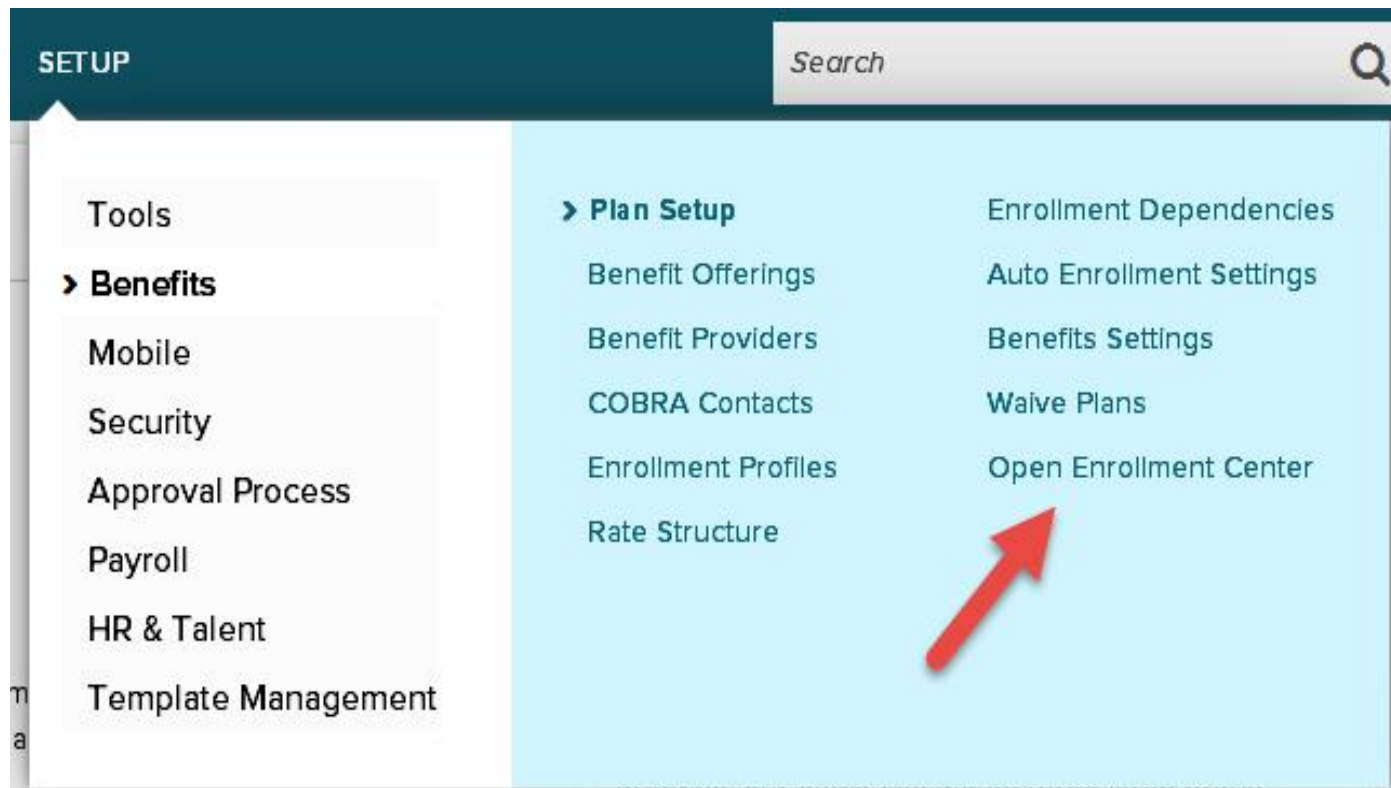 SETUP
Search
Tools
> Benefits
Mobile
Security
Approval Process
Payroll
HR & Talent
Template Management
> Plan Setup
Benefit Offerings
Benefit Providers
COBRA Contacts
Enrollment Profiles
Rate Structure
Enrollment Dependencies
Auto Enrollment Settings
Benefits Settings
Waive Plans
Open Enrollment Center
m
a